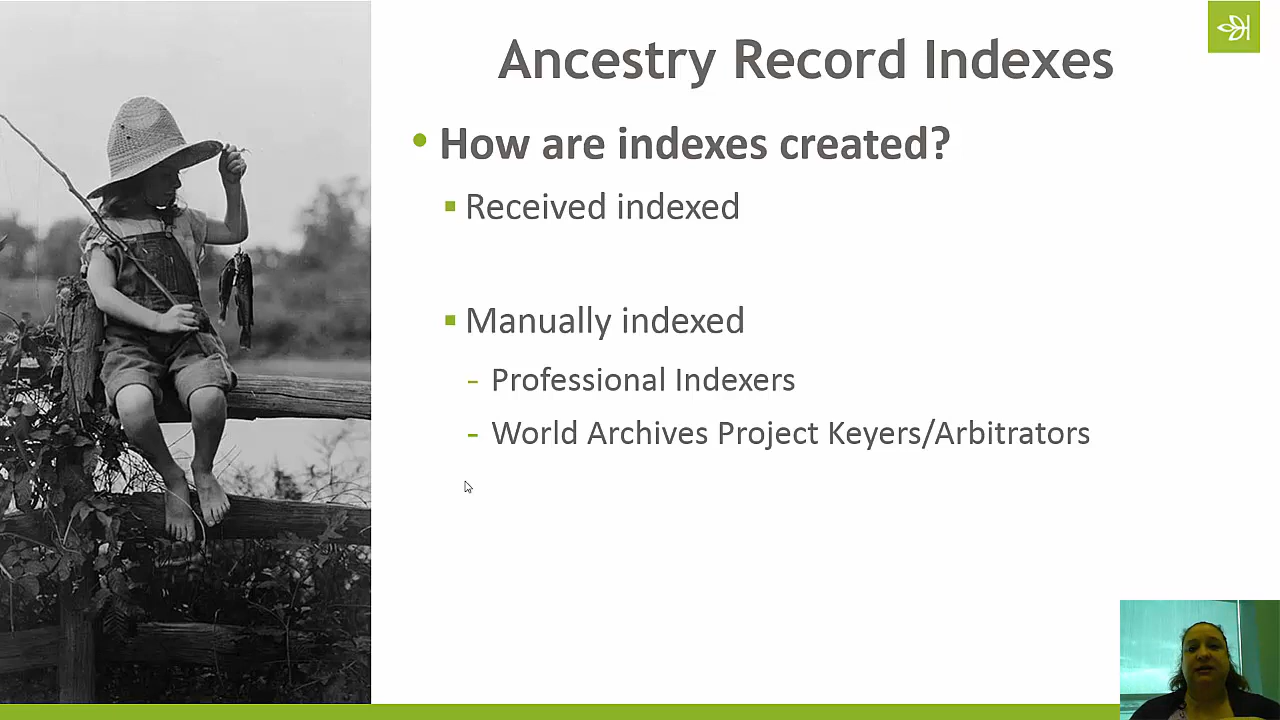 Ancestry Record Indexes
• How are indexes created?
▪ Received indexed
▪ Manually indexed
- Professional Indexers
- World Archives Project Keyers/Arbitrators